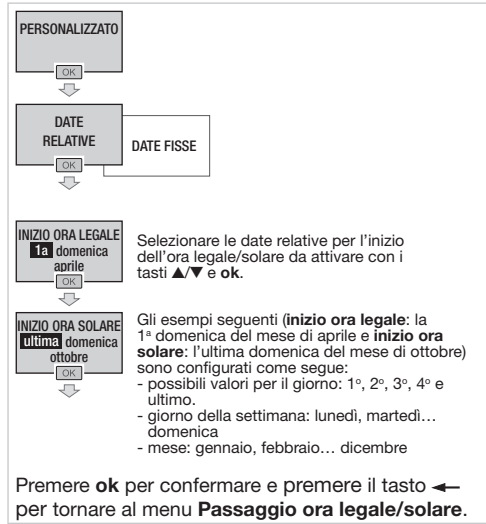 PERSONALIZZATO
OK
DATE
RELATIVE
OK
DATE FISSE
INIZIO ORA LEGALE
1a domenica
aprile
OK
Selezionare le date relative per l'inizio
dell'ora legale/solare da attivare con i
tasti ▲/▼ e ok.
INIZIO ORA SOLARE
ultima domenica
ottobre
OK
Gli esempi seguenti (inizio ora legale: la
1ª domenica del mese di aprile e inizio ora
solare: l'ultima domenica del mese di ottobre)
sono configurati come segue:
- possibili valori per il giorno: 1º, 2º, 3º, 4º e
ultimo.
- giorno della settimana: lunedì, martedì…
domenica
- mese: gennaio, febbraio… dicembre
Premere ok per confermare e premere il tasto ←
per tornare al menu Passaggio ora legale/solare.